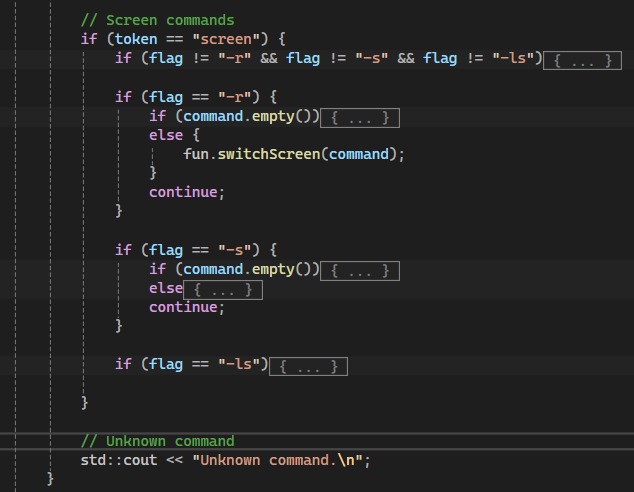 // Screen commands
if (token == "screen") {
if (flag != "-r" && flag != "-s" && flag != "-ls") { ... }
if (flag == "-r") {
if (command.empty()) { ... }
else {
fun.switchScreen(command);
}
continue;
}
if (flag == "-s") {
if (command.empty()) { ... }
else { ... }
continue;
}
if (flag == "-ls") { ... }
}
// Unknown command
std::cout << "Unknown command.\n";
}